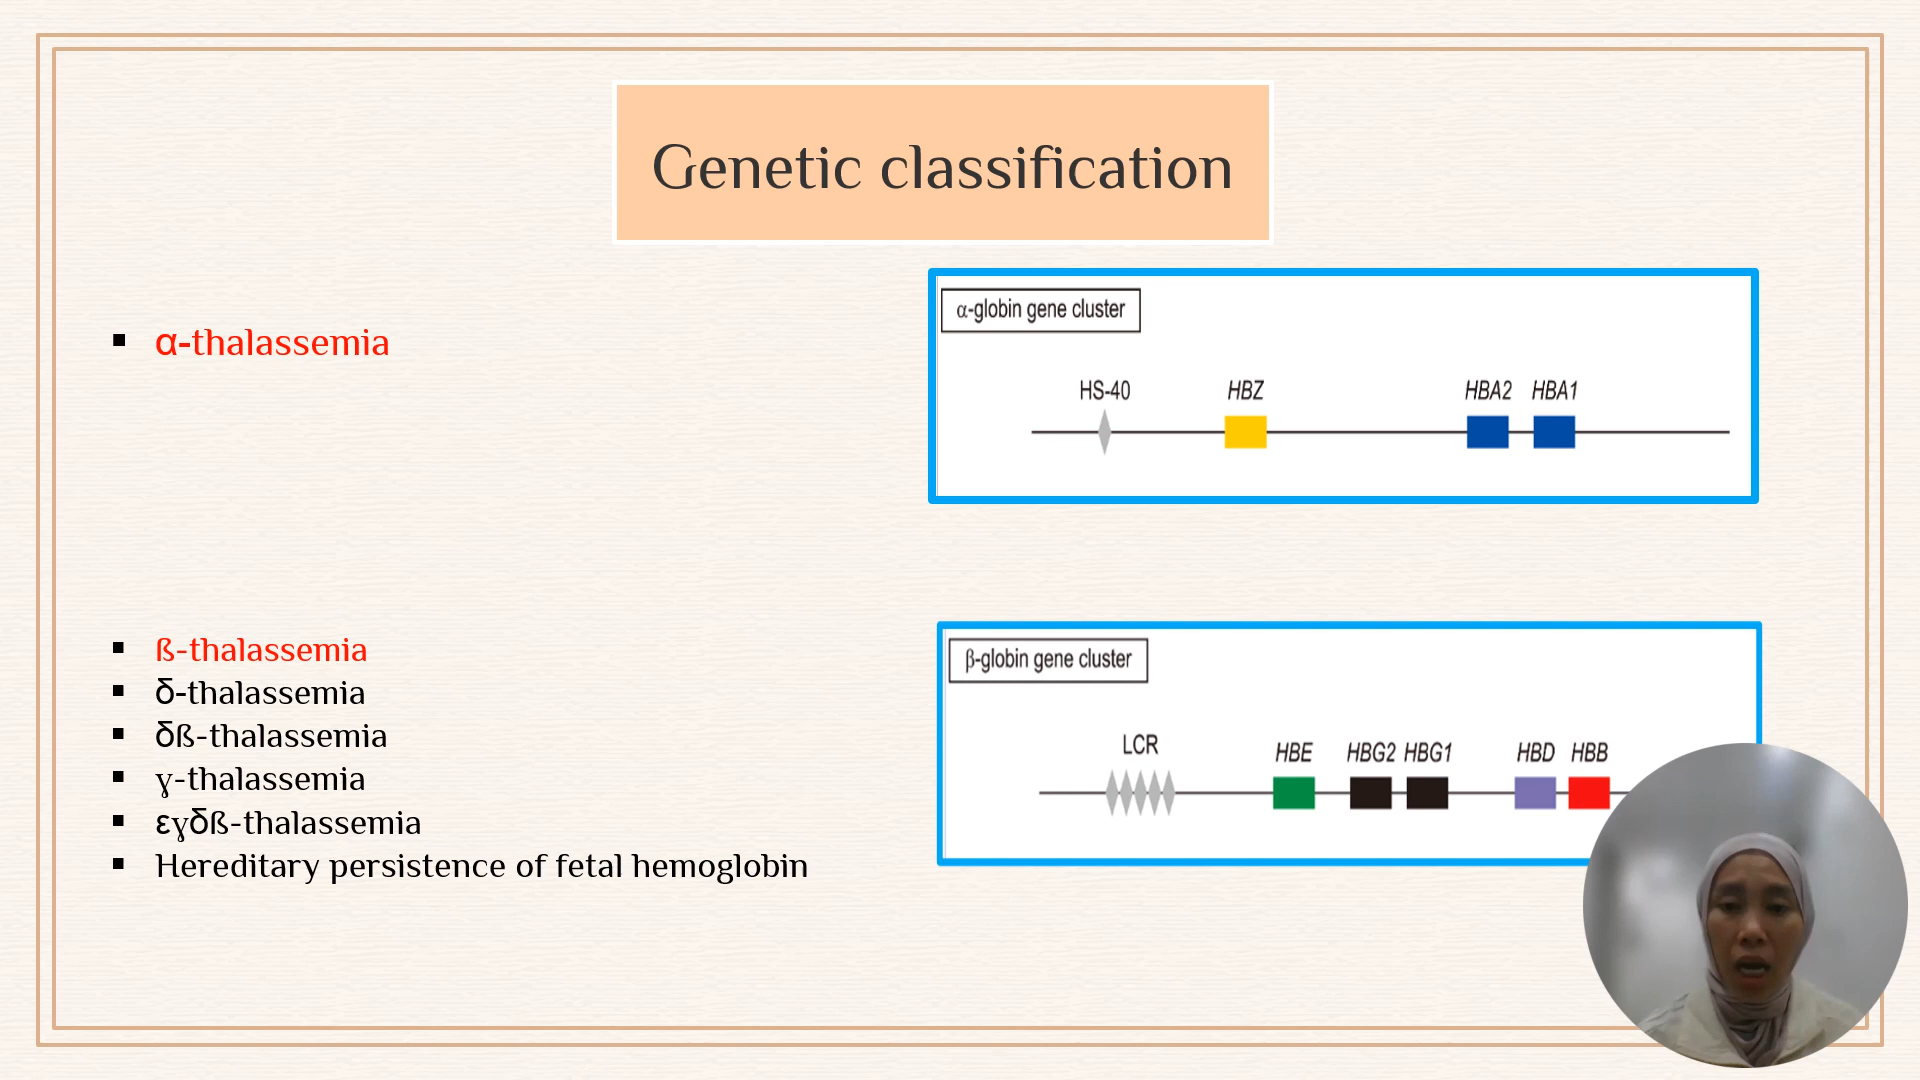 Genetic classification
α-thalassemia
α-globin gene cluster
HS-40 HBZ HBA2 HBA1
ß-thalassemia
δ-thalassemia
δß-thalassemia
ɣ-thalassemia
εɣδß-thalassemia
Hereditary persistence of fetal hemoglobin
β-globin gene cluster
LCR HBE HBG2 HBG1 HBD HBB